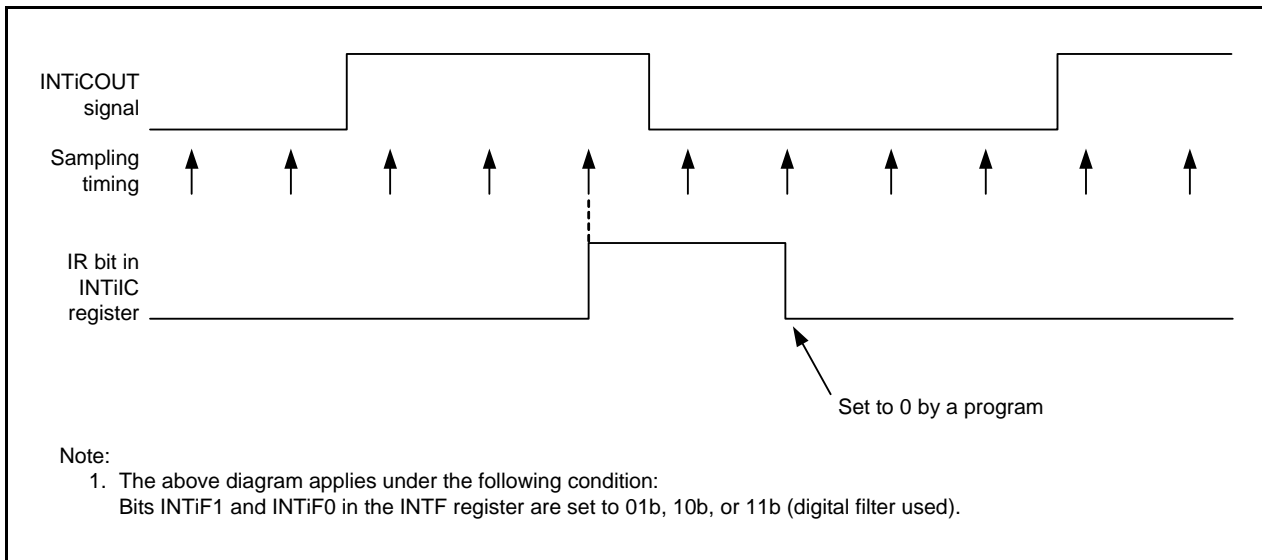 INTiCOUT
signal
Sampling
timing
IR bit in
INTiIC
register
Set to 0 by a program
Note:
1. The above diagram applies under the following condition:
Bits INTiF1 and INTiF0 in the INTF register are set to 01b, 10b, or 11b (digital filter used).